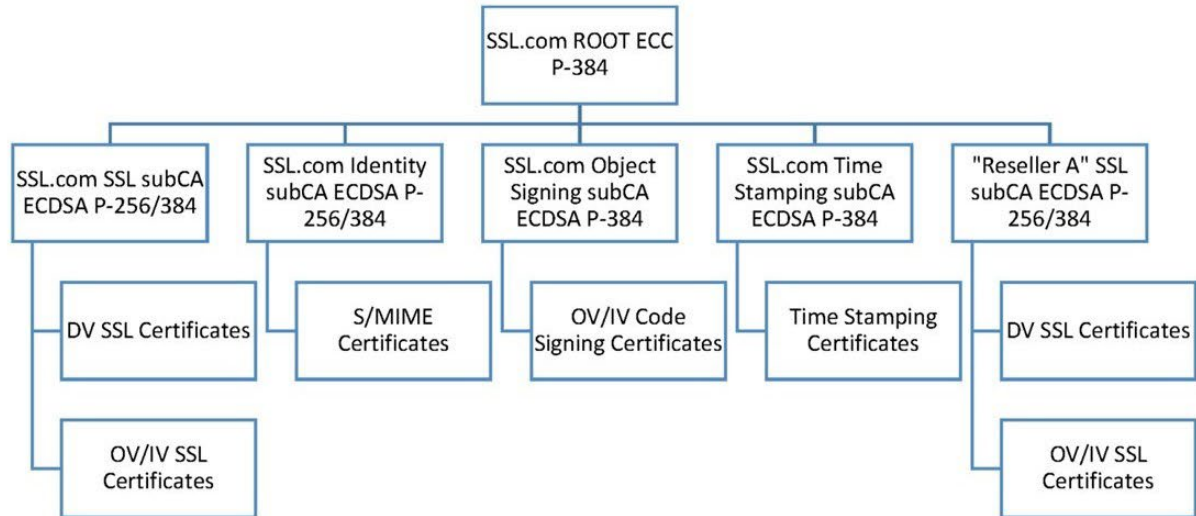 SSL.com ROOT ECC
P-384
SSL.com SSL subCA
ECDSA P-256/384
SSL.com Identity
subCA ECDSA P-
256/384
SSL.com Object
Signing subCA
ECDSA P-384
SSL.com Time
Stamping subCA
ECDSA P-384
"Reseller A" SSL
subCA ECDSA P-
256/384
DV SSL Certificates
S/MIME
Certificates
OV/IV Code
Signing Certificates
Time Stamping
Certificates
DV SSL Certificates
OV/IV SSL
Certificates
OV/IV SSL
Certificates